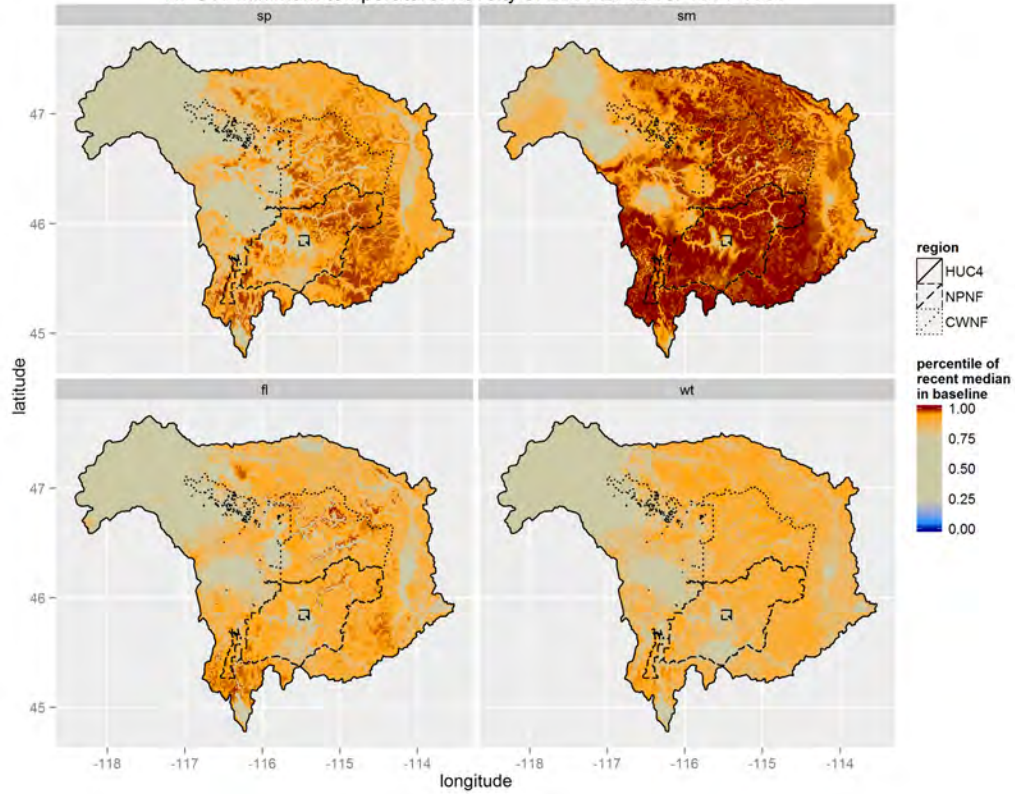 sp
sm
47
46
45
fl
wt
47
46
45
-118
-117
-116
-115
-114
-118
-117
-116
-115
-114
latitude
longitude
region
HUC4
NPNF
CWNF
percentile of
recent median
in baseline
1.00
0.75
0.50
0.25
0.00